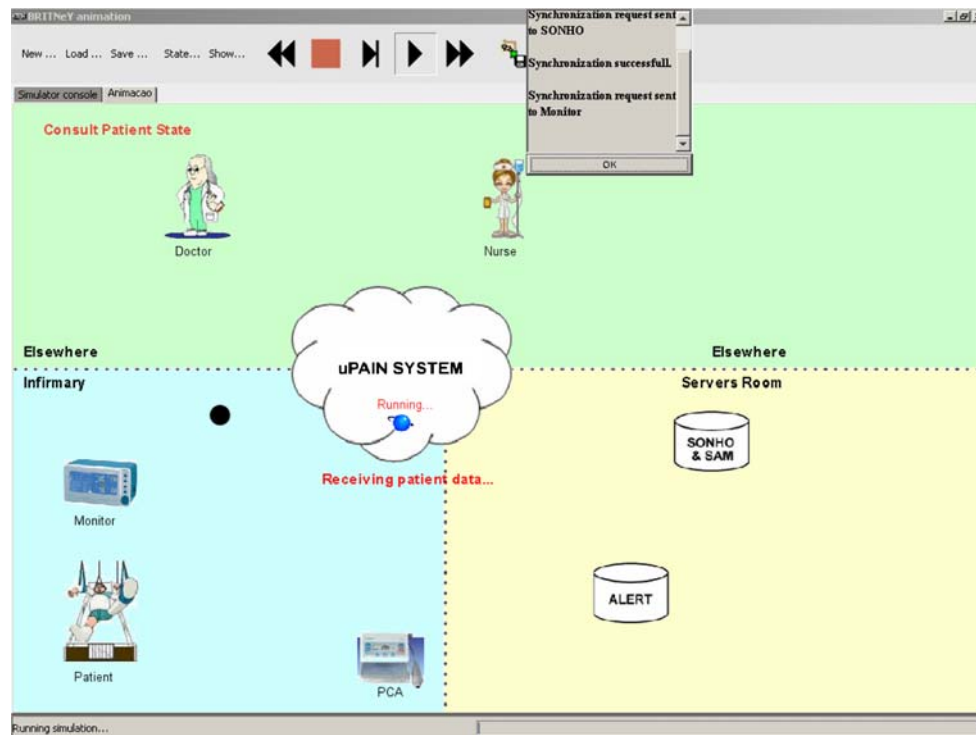 BRITNeY animation
New ... Load ... Save ... State... Show...
Synchronization request sent
to SONHO
Synchronization successfull.
Synchronization request sent
to Monitor
OK
Simulator console Animacao
Consult Patient State
Doctor
Nurse
Elsewhere
Elsewhere
uPAIN SYSTEM
Running...
Infirmary
Servers Room
SONHO
& SAM
Receiving patient data...
Monitor
ALERT
Patient
PCA
Running simulation...